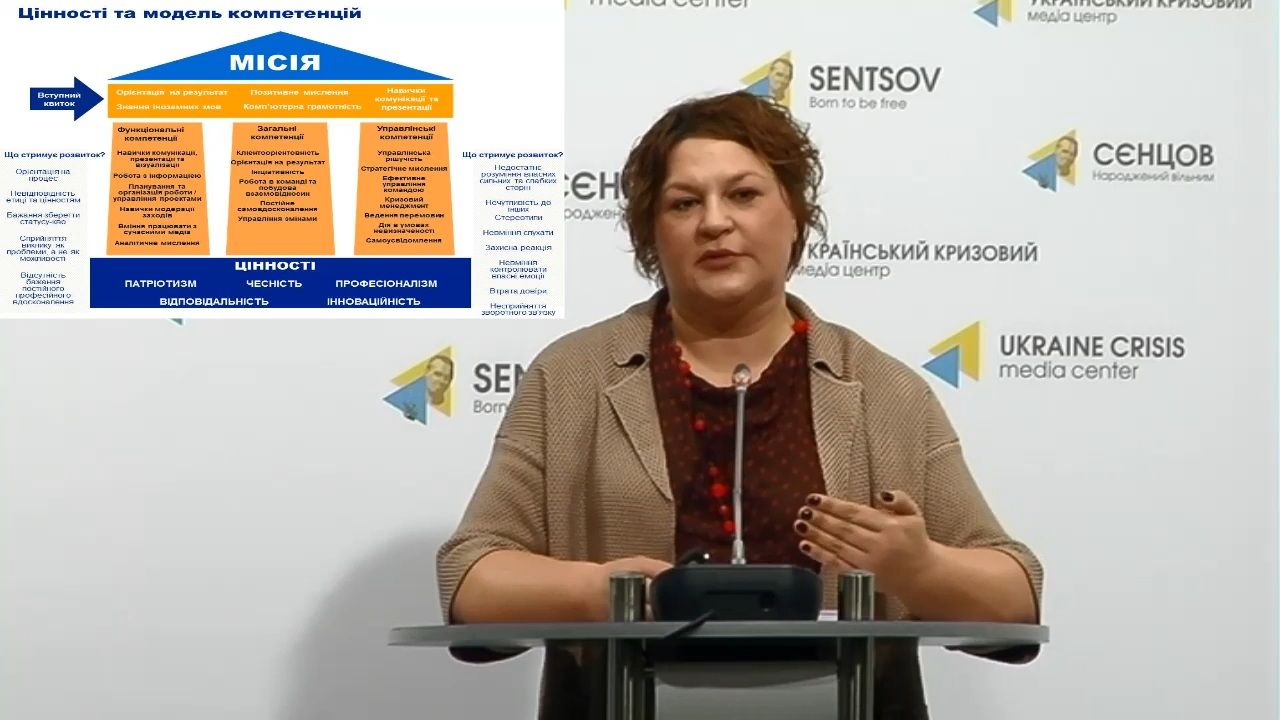 Цінності та модель компетенцій
МІСІЯ
Вступний
квиток
Орієнтація на результат
Позитивне мислення
Навички
комунікації та
презентації
Знання іноземних мов
Комп'ютерна грамотність
Функціональні
компетенції
Навички комунікації,
презентації та
візуалізації
Робота з інформацією
Планування та
організація роботи /
управління проектами
Навички модерації
заходів
Вміння працювати з
сучасними медіа
Аналітичне мислення
Загальні
компетенції
Клієнтоорієнтовність
Орієнтація на результат
Ініціативність
Робота в команді та
побудова
взаємовідносин
Постійне
самовдосконалення
Управління змінами
Управлінські
компетенції
Управлінська
рішучість
Стратегічне мислення
Ефективне
управління
командою
Кризовий
менеджмент
Ведення перемовин
Дія в умовах
невизначеності
Самоусвідомлення
Що стримує розвиток?
Орієнтація на
процес
Невідповідність
етиці та цінностям
Бажання зберегти
статус-кво
Сприйняття
виклику як
проблеми, а не як
можливості
Відсутність
бажання
постійного
професійного
вдосконалення
Що стримує розвиток?
Недостатнє
розуміння власних
сильних та слабких
сторін
Нечутливість до
інших
Стереотипи
Невміння слухати
Захисна реакція
Невміння
контролювати
власні емоції
Втрата довіри
Несприйняття
зворотного зв'язку
ЦІННОСТІ
ПАТРІОТИЗМ
ЧЕСНІСТЬ
ПРОФЕСІОНАЛІЗМ
ВІДПОВІДАЛЬНІСТЬ
ІННОВАЦІЙНІСТЬ
media center
УКРАЇНСЬКИЙ КРИЗОВИЙ
медіа центр
SENTSOV
Born to be free
СЄНЦОВ
Народжений вільним
КРАЇНСЬКИЙ КРИЗОВИЙ
медіа центр
UKRAINE CRISIS
media center
SEN
Born